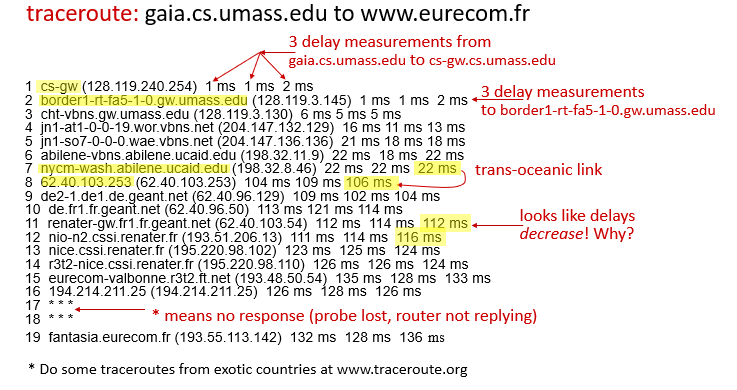 traceroute: gaia.cs.umass.edu to www.eurecom.fr
3 delay measurements from
gaia.cs.umass.edu to cs-gw.cs.umass.edu
1 cs-gw (128.119.240.254) 1 ms 1 ms 2 ms
2 border1-rt-fa5-1-0.gw.umass.edu (128.119.3.145) 1 ms 1 ms 2 ms
3 delay measurements
to border1-rt-fa5-1-0.gw.umass.edu
3 cht-vbns.gw.umass.edu (128.119.3.130) 6 ms 5 ms 5 ms
4 jn1-at1-0-0-19.wor.vbns.net (204.147.132.129) 16 ms 11 ms 13 ms
5 jn1-so7-0-0-0.wae.vbns.net (204.147.136.136) 21 ms 18 ms 18 ms
6 abilene-vbns.abilene.ucaid.edu (198.32.11.9) 22 ms 18 ms 22 ms
7 nycm-wash.abilene.ucaid.edu (198.32.8.46) 22 ms 22 ms 22 ms
trans-oceanic link
8 62.40.103.253 (62.40.103.253) 104 ms 109 ms 106 ms
9 de2-1.de1.de.geant.net (62.40.96.129) 109 ms 102 ms 104 ms
10 de.fr1.fr.geant.net (62.40.96.50) 113 ms 121 ms 114 ms
11 renater-gw.fr1.fr.geant.net (62.40.103.54) 112 ms 114 ms 112 ms
looks like delays
decrease! Why?
12 nio-n2.cssi.renater.fr (193.51.206.13) 111 ms 114 ms 116 ms
13 nice.cssi.renater.fr (195.220.98.102) 123 ms 125 ms 124 ms
14 r3t2-nice.cssi.renater.fr (195.220.98.110) 126 ms 126 ms 124 ms
15 eurecom-valbonne.r3t2.ft.net (193.48.50.54) 135 ms 128 ms 133 ms
16 194.214.211.25 (194.214.211.25) 126 ms 128 ms 126 ms
17 * * *
* means no response (probe lost, router not replying)
18 * * *
19 fantasia.eurecom.fr (193.55.113.142) 132 ms 128 ms 136 ms
* Do some traceroutes from exotic countries at www.traceroute.org